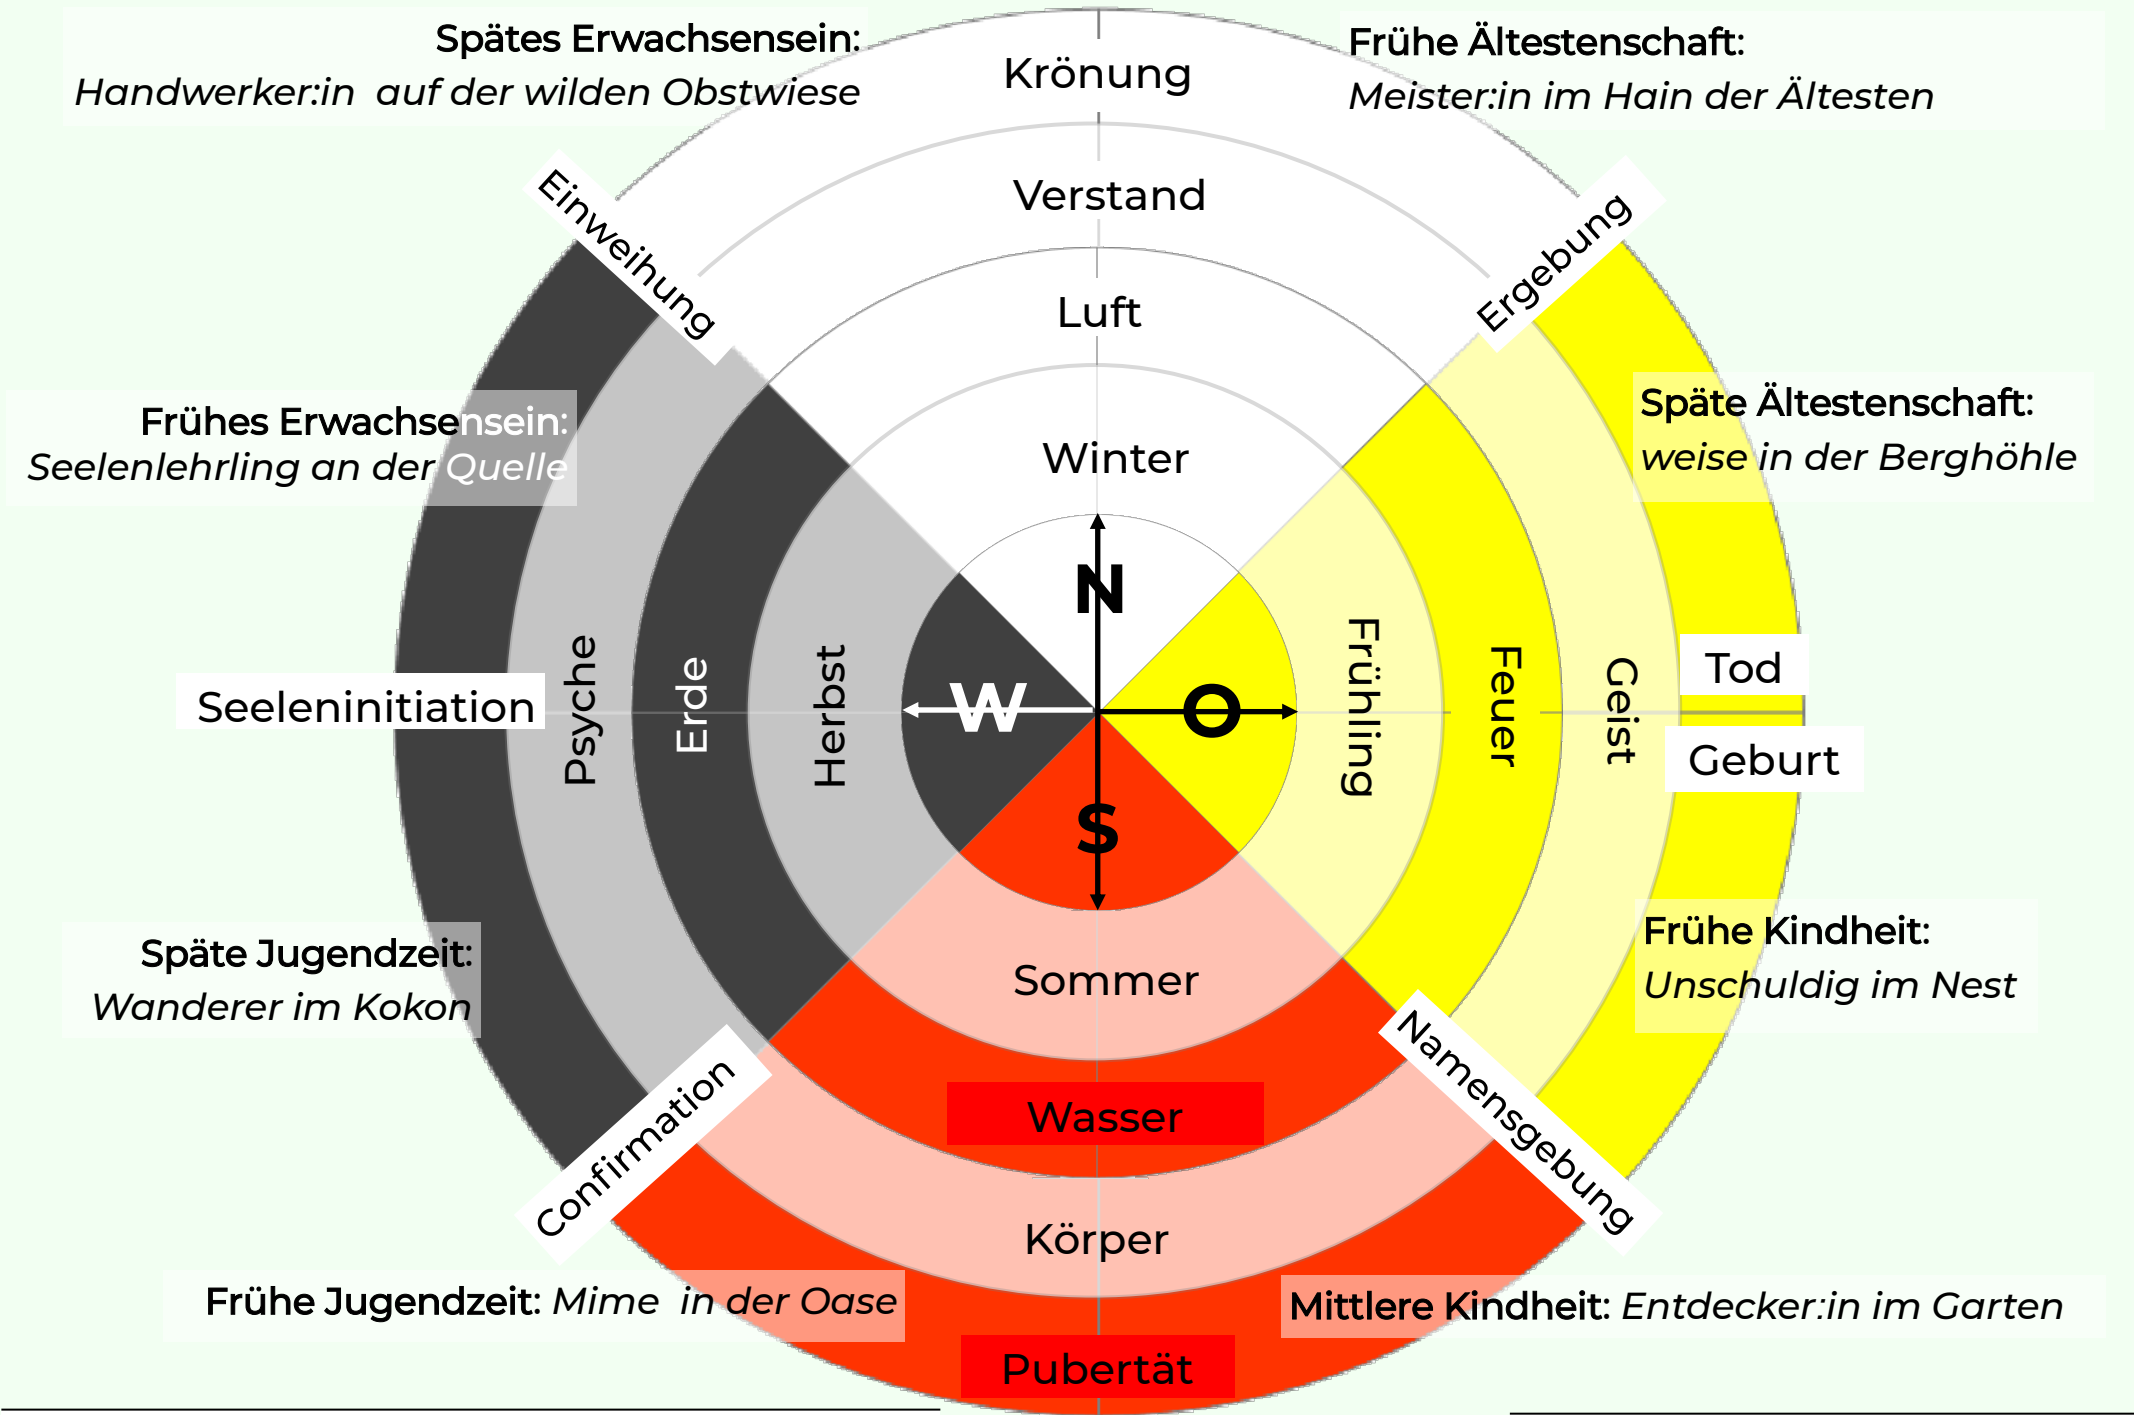 Spätes Erwachsensein:
Handwerker:in auf der wilden Obstwiese
Frühe Ältestenschaft:
Meister:in im Hain der Ältesten
Krönung
Verstand
Luft
Winter
Einweihung
Ergebung
Frühes Erwachsensein:
Seelenlehrling an der Quelle
Späte Ältestenschaft:
weise in der Berghöhle
N
W
O
S
Seeleninitiation
Psyche
Erde
Herbst
Frühling
Feuer
Geist
Tod
Geburt
Späte Jugendzeit:
Wanderer im Kokon
Frühe Kindheit:
Unschuldig im Nest
Sommer
Wasser
Körper
Pubertät
Confirmation
Namensgebung
Frühe Jugendzeit: Mime in der Oase
Mittlere Kindheit: Entdecker:in im Garten